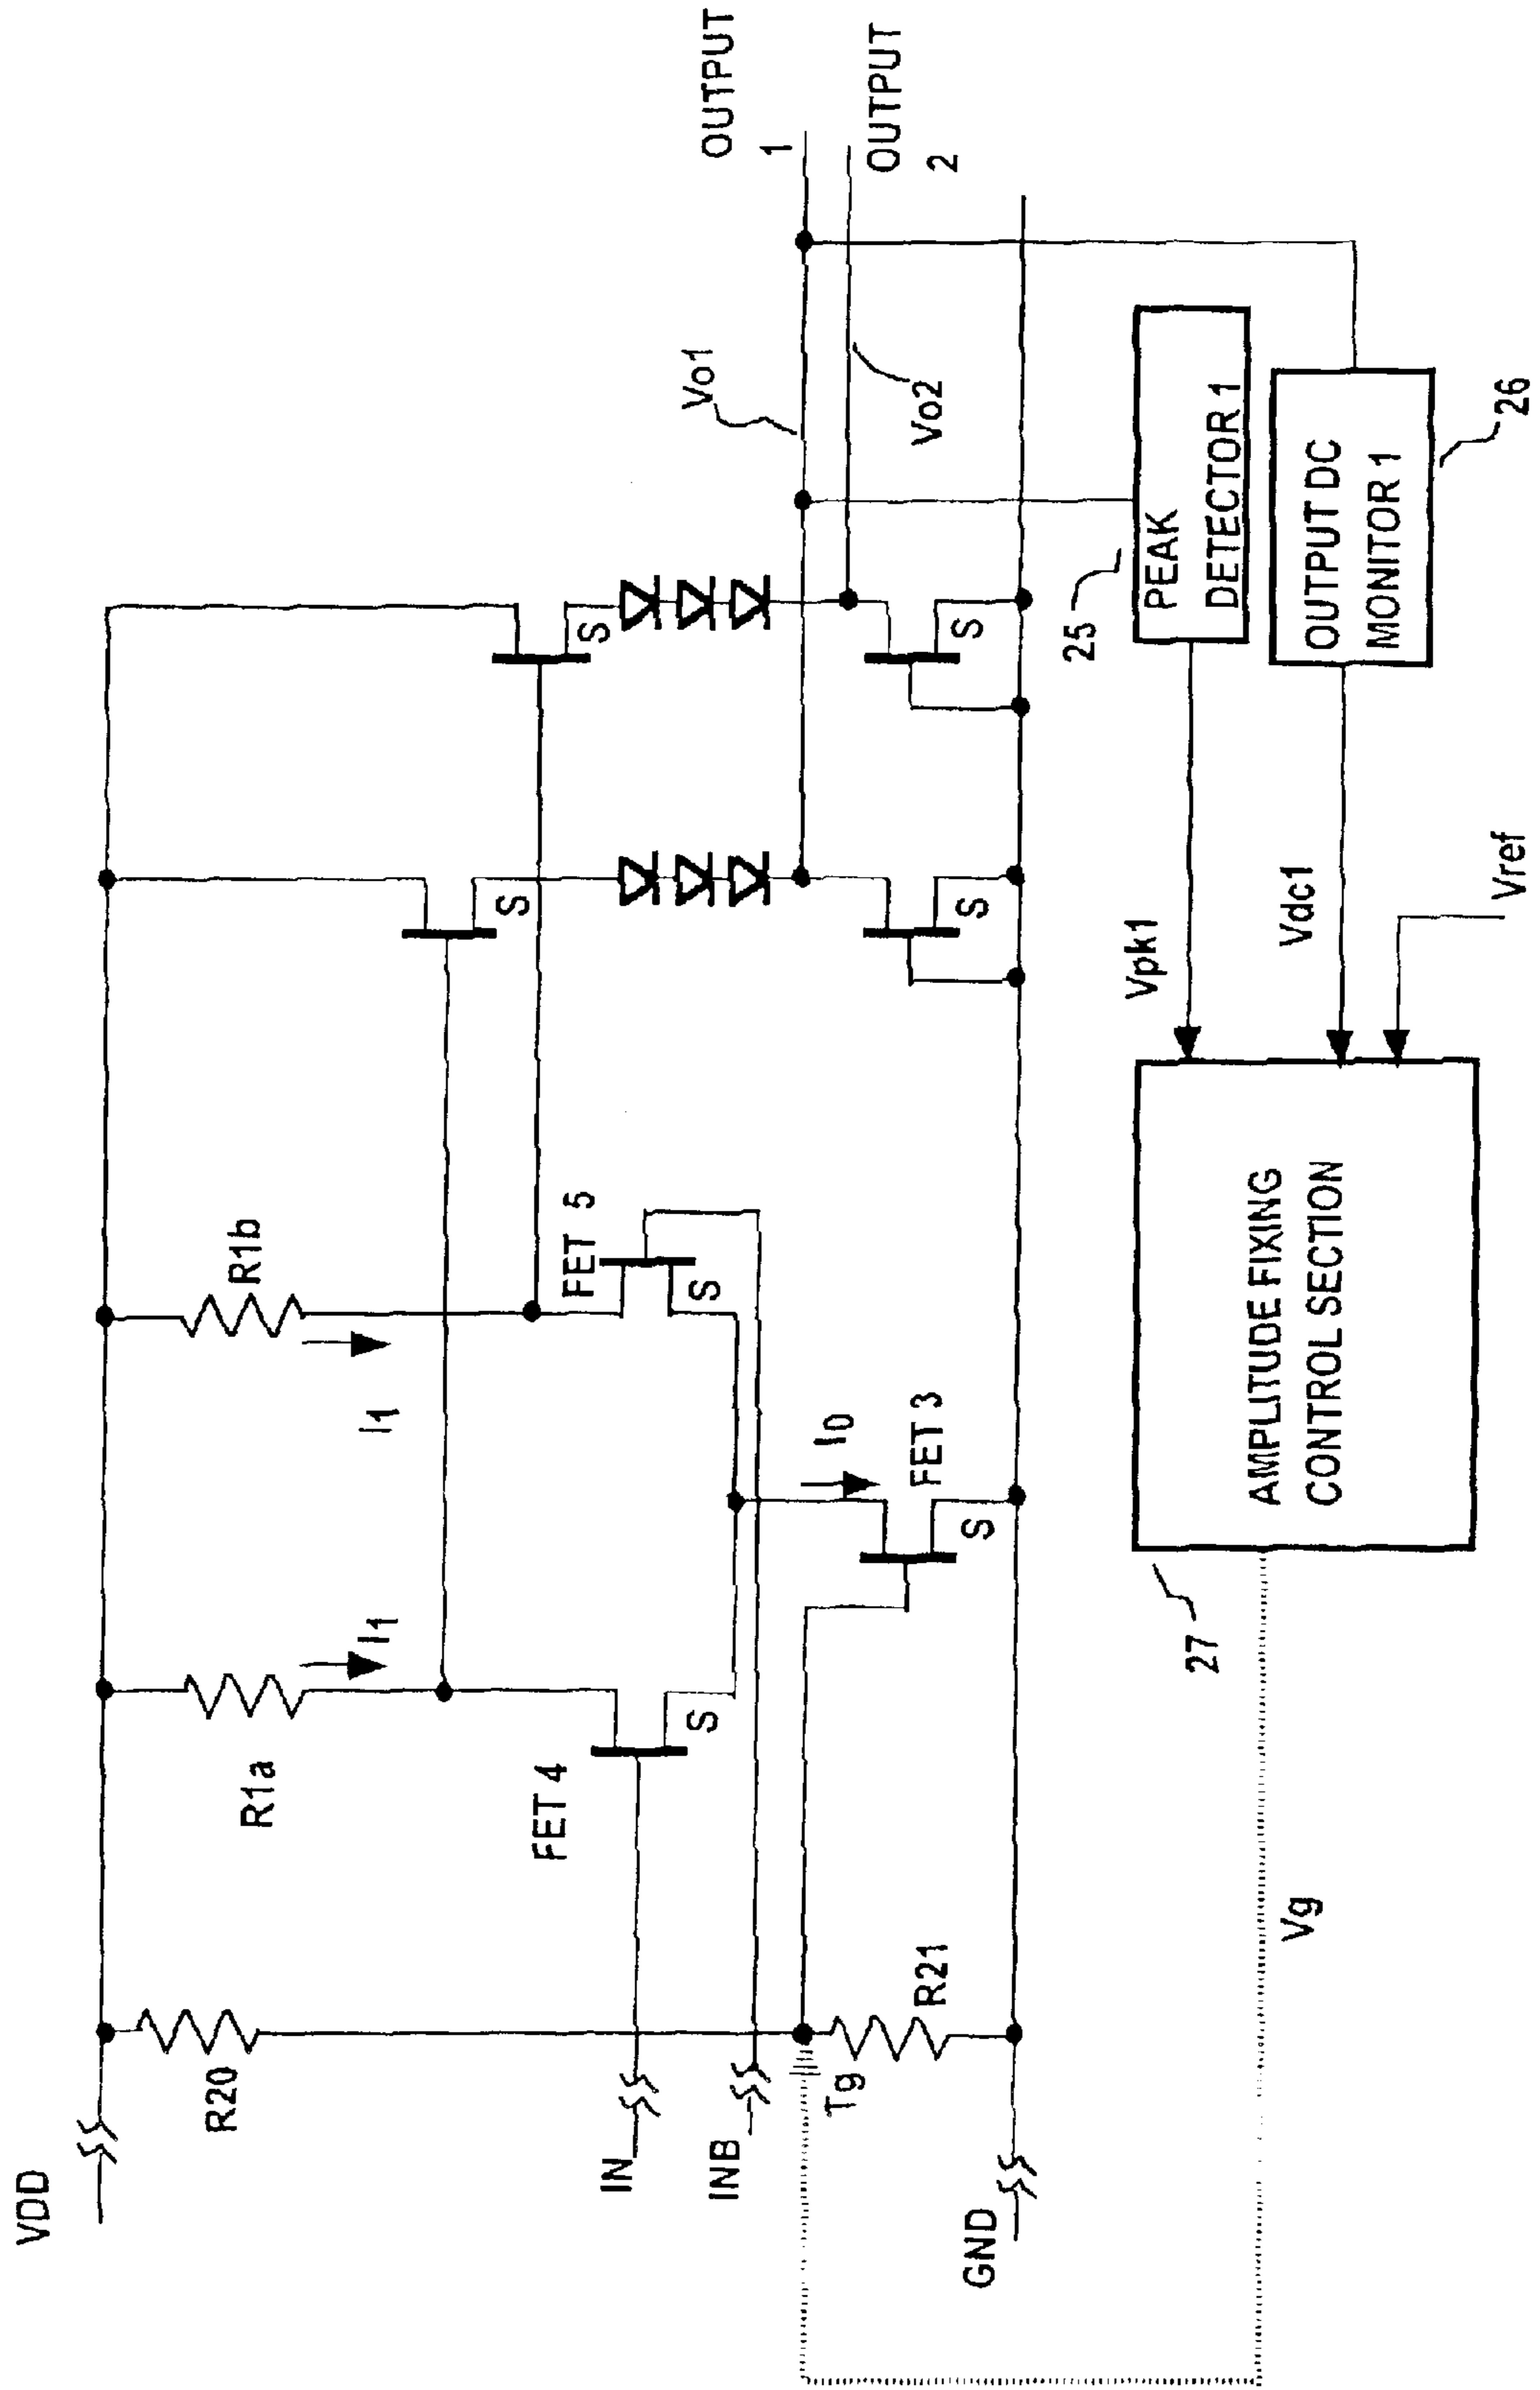 VDD
R20
R1a
I1
R1b
I1
FET 4
S
FET 5
S
S
S
IN
INB
Tg
R21
GND
I0
FET 3
S
S
S
Vo1
Vo2
OUTPUT
1
OUTPUT
2
25
PEAK
DETECTOR 1
OUTPUT DC
MONITOR 1
26
Vpk1
Vdc1
Vref
AMPLITUDE FIXING
CONTROL SECTION
27
Vg